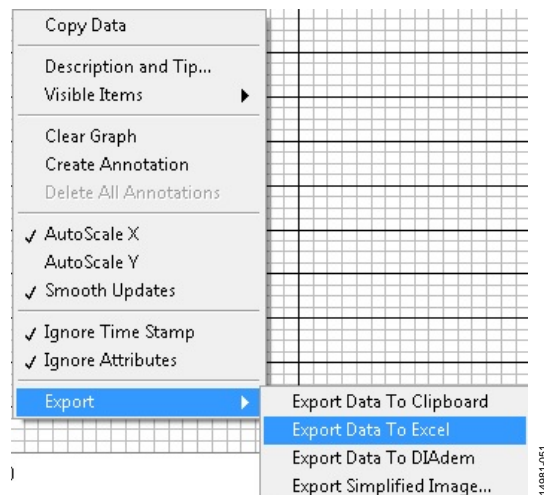 Copy Data
Description and Tip...
Visible Items
Clear Graph
Create Annotation
Delete All Annotations
✓ AutoScale X
AutoScale Y
✓ Smooth Updates
✓ Ignore Time Stamp
✓ Ignore Attributes
Export
Export Data To Clipboard
Export Data To Excel
Export Data To DIAdem
Export Simplified Image...
)
14981-051